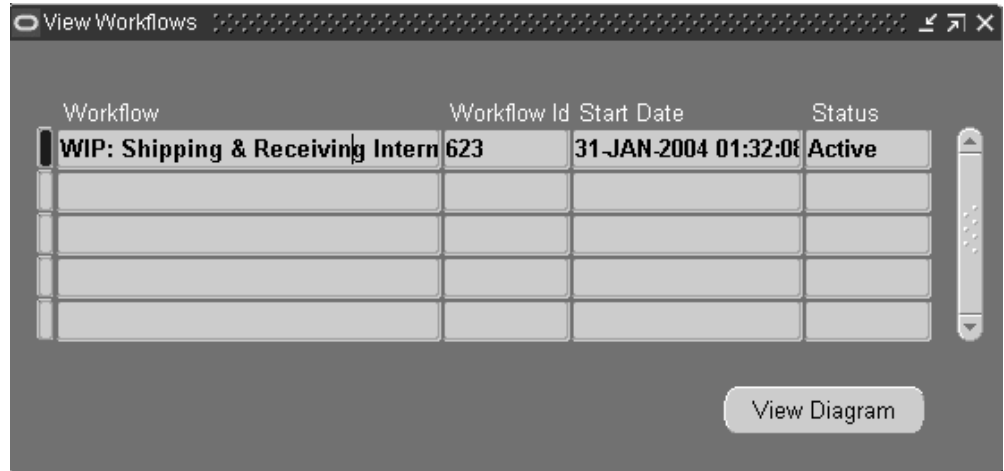 View Workflows
Workflow Workflow Id Start Date Status
WIP: Shipping & Receiving Intern 623 31-JAN-2004 01:32:08 Active
View Diagram